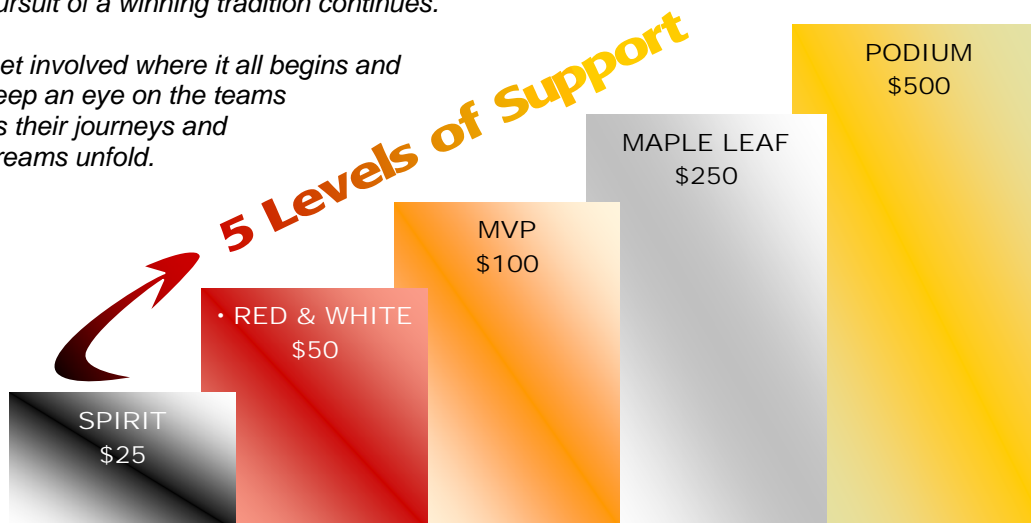 ursuit of a winning tradition continues.
et involved where it all begins and
eep an eye on the teams
s their journeys and
reams unfold.
5 Levels of Support
PODIUM
$500
MAPLE LEAF
$250
MVP
$100
• RED & WHITE
$50
SPIRIT
$25